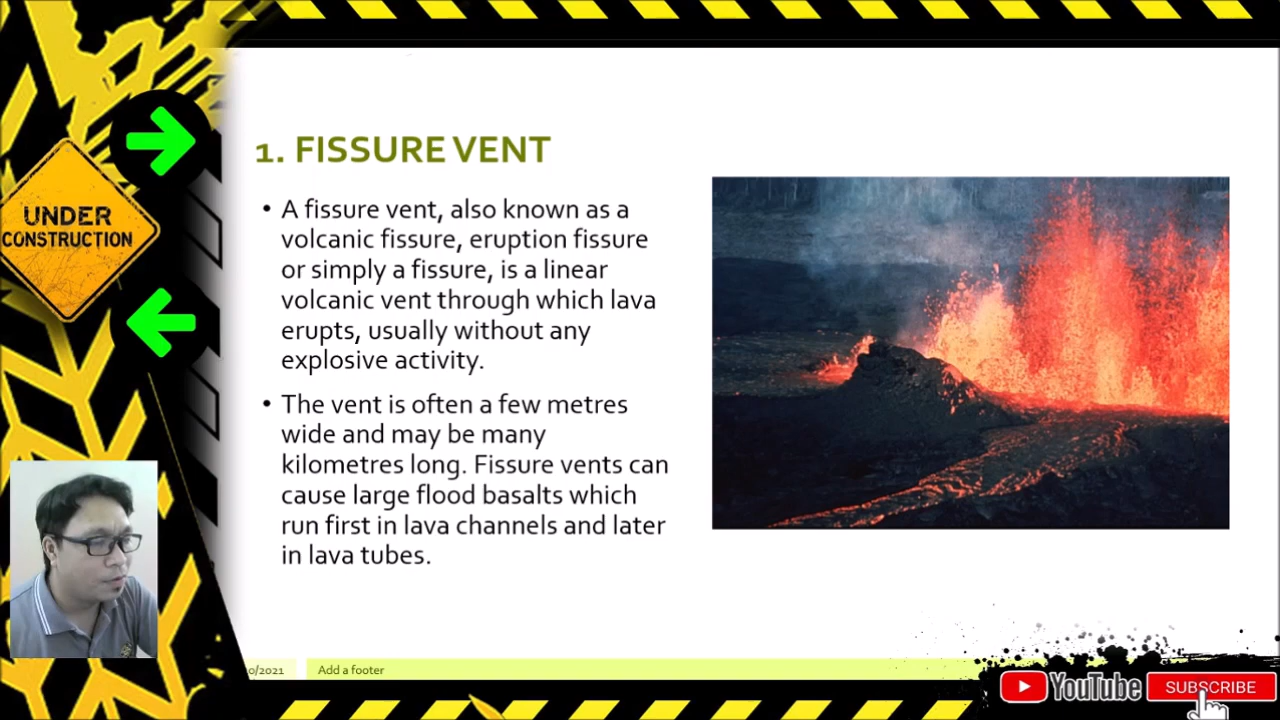 UNDER
CONSTRUCTION
1. FISSURE VENT
• A fissure vent, also known as a
volcanic fissure, eruption fissure
or simply a fissure, is a linear
volcanic vent through which lava
erupts, usually without any
explosive activity.
• The vent is often a few metres
wide and may be many
kilometres long. Fissure vents can
cause large flood basalts which
run first in lava channels and later
in lava tubes.
0/2021
Add a footer
YouTube
SUBSCRIBE